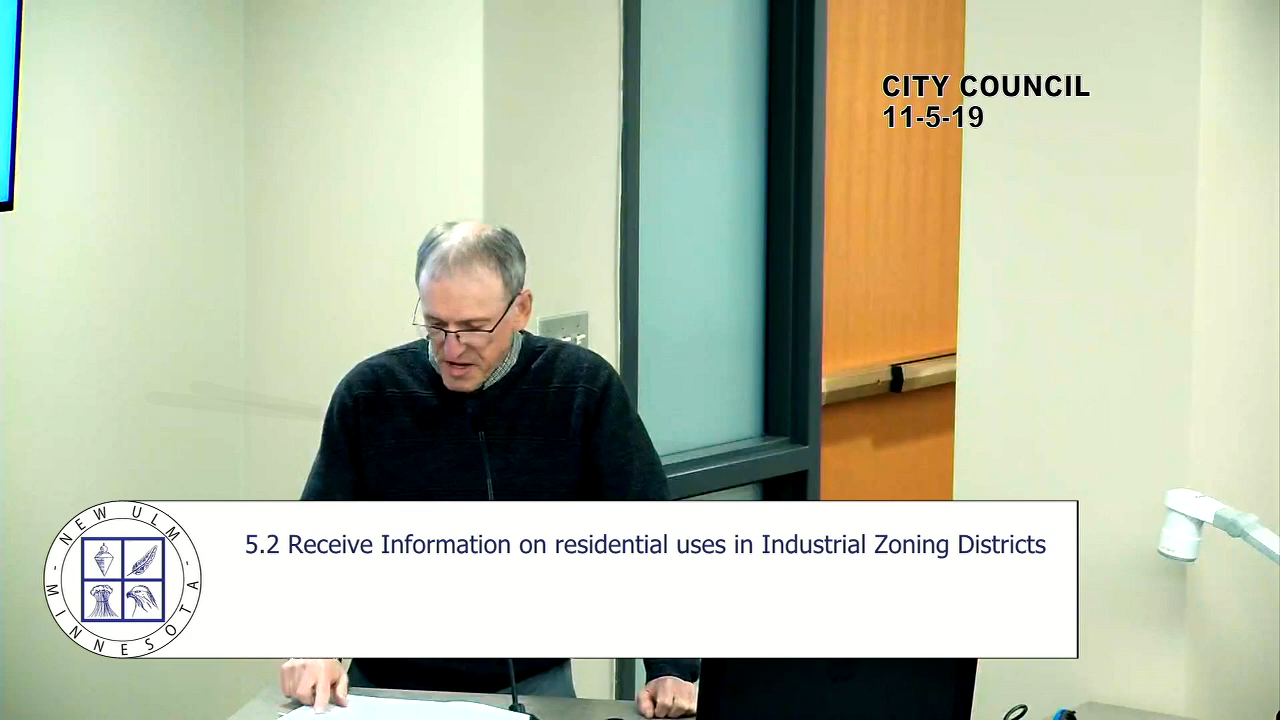 CITY COUNCIL
11-5-19
5.2 Receive Information on residential uses in Industrial Zoning Districts
NEW ULM
- MINNESOTA -